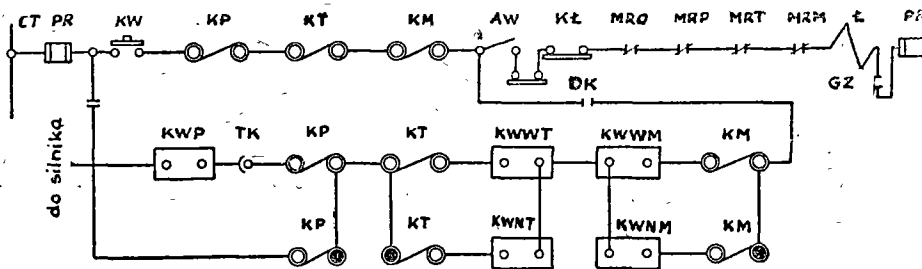 CT PR KW KP KT KM AW KŁ MRO MRP MRT MRM Ł PR
GZ
DK
KWP TK KP KT KWWT KWWM KM
do silnika
KP KT KWNT KWNM KM